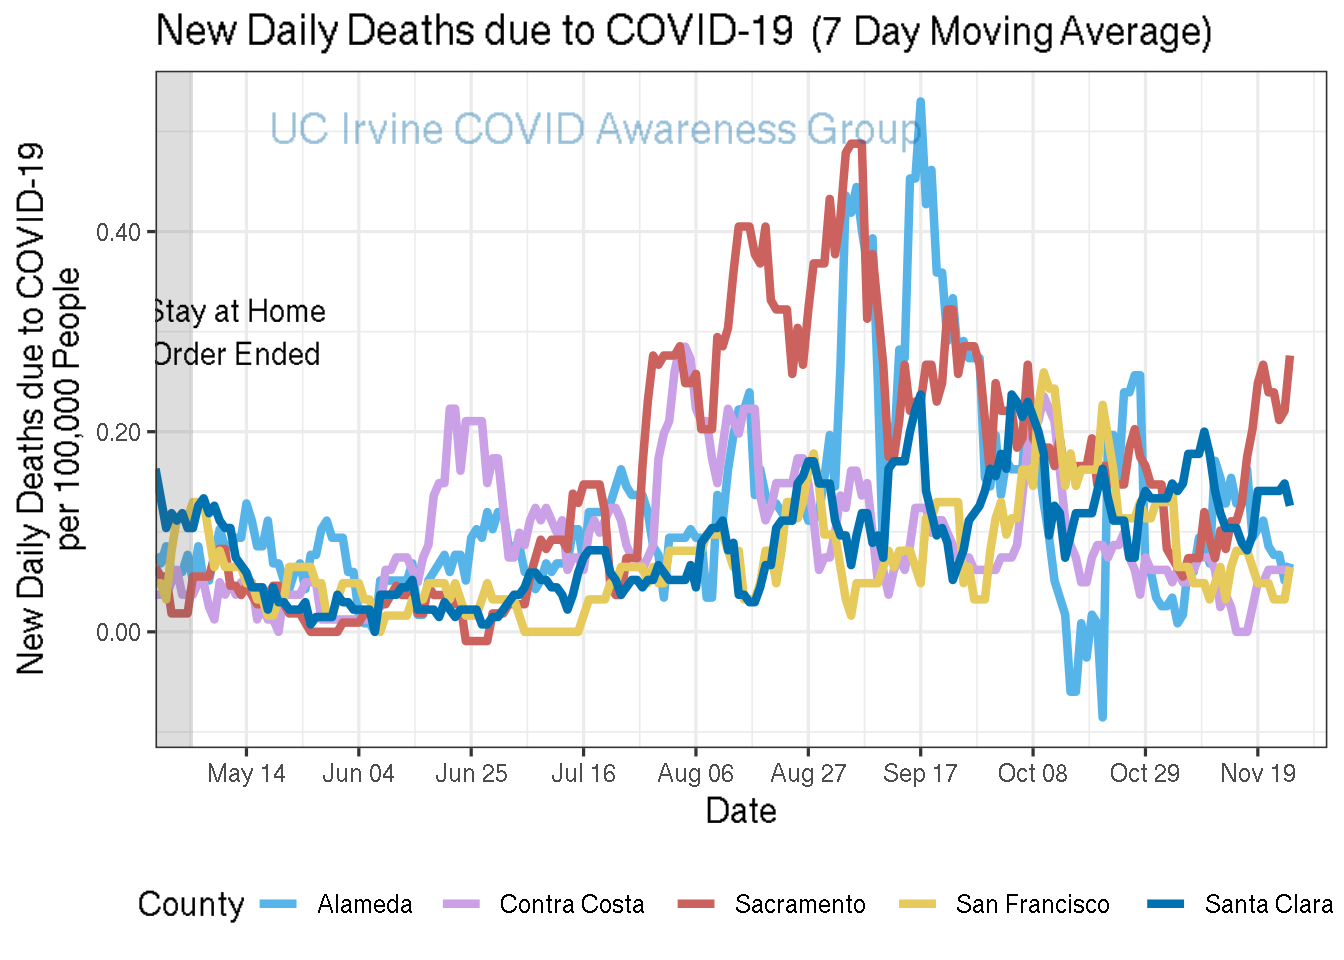 New Daily Deaths due to COVID-19 (7 Day Moving Average)
UC Irvine COVID Awareness Group
New Daily Deaths due to COVID-19
per 100,000 People
0.40
0.20
0.00
Stay at Home
Order Ended
May 14 Jun 04 Jun 25 Jul 16 Aug 06 Aug 27 Sep 17 Oct 08 Oct 29 Nov 19
Date
County Alameda Contra Costa Sacramento San Francisco Santa Clara